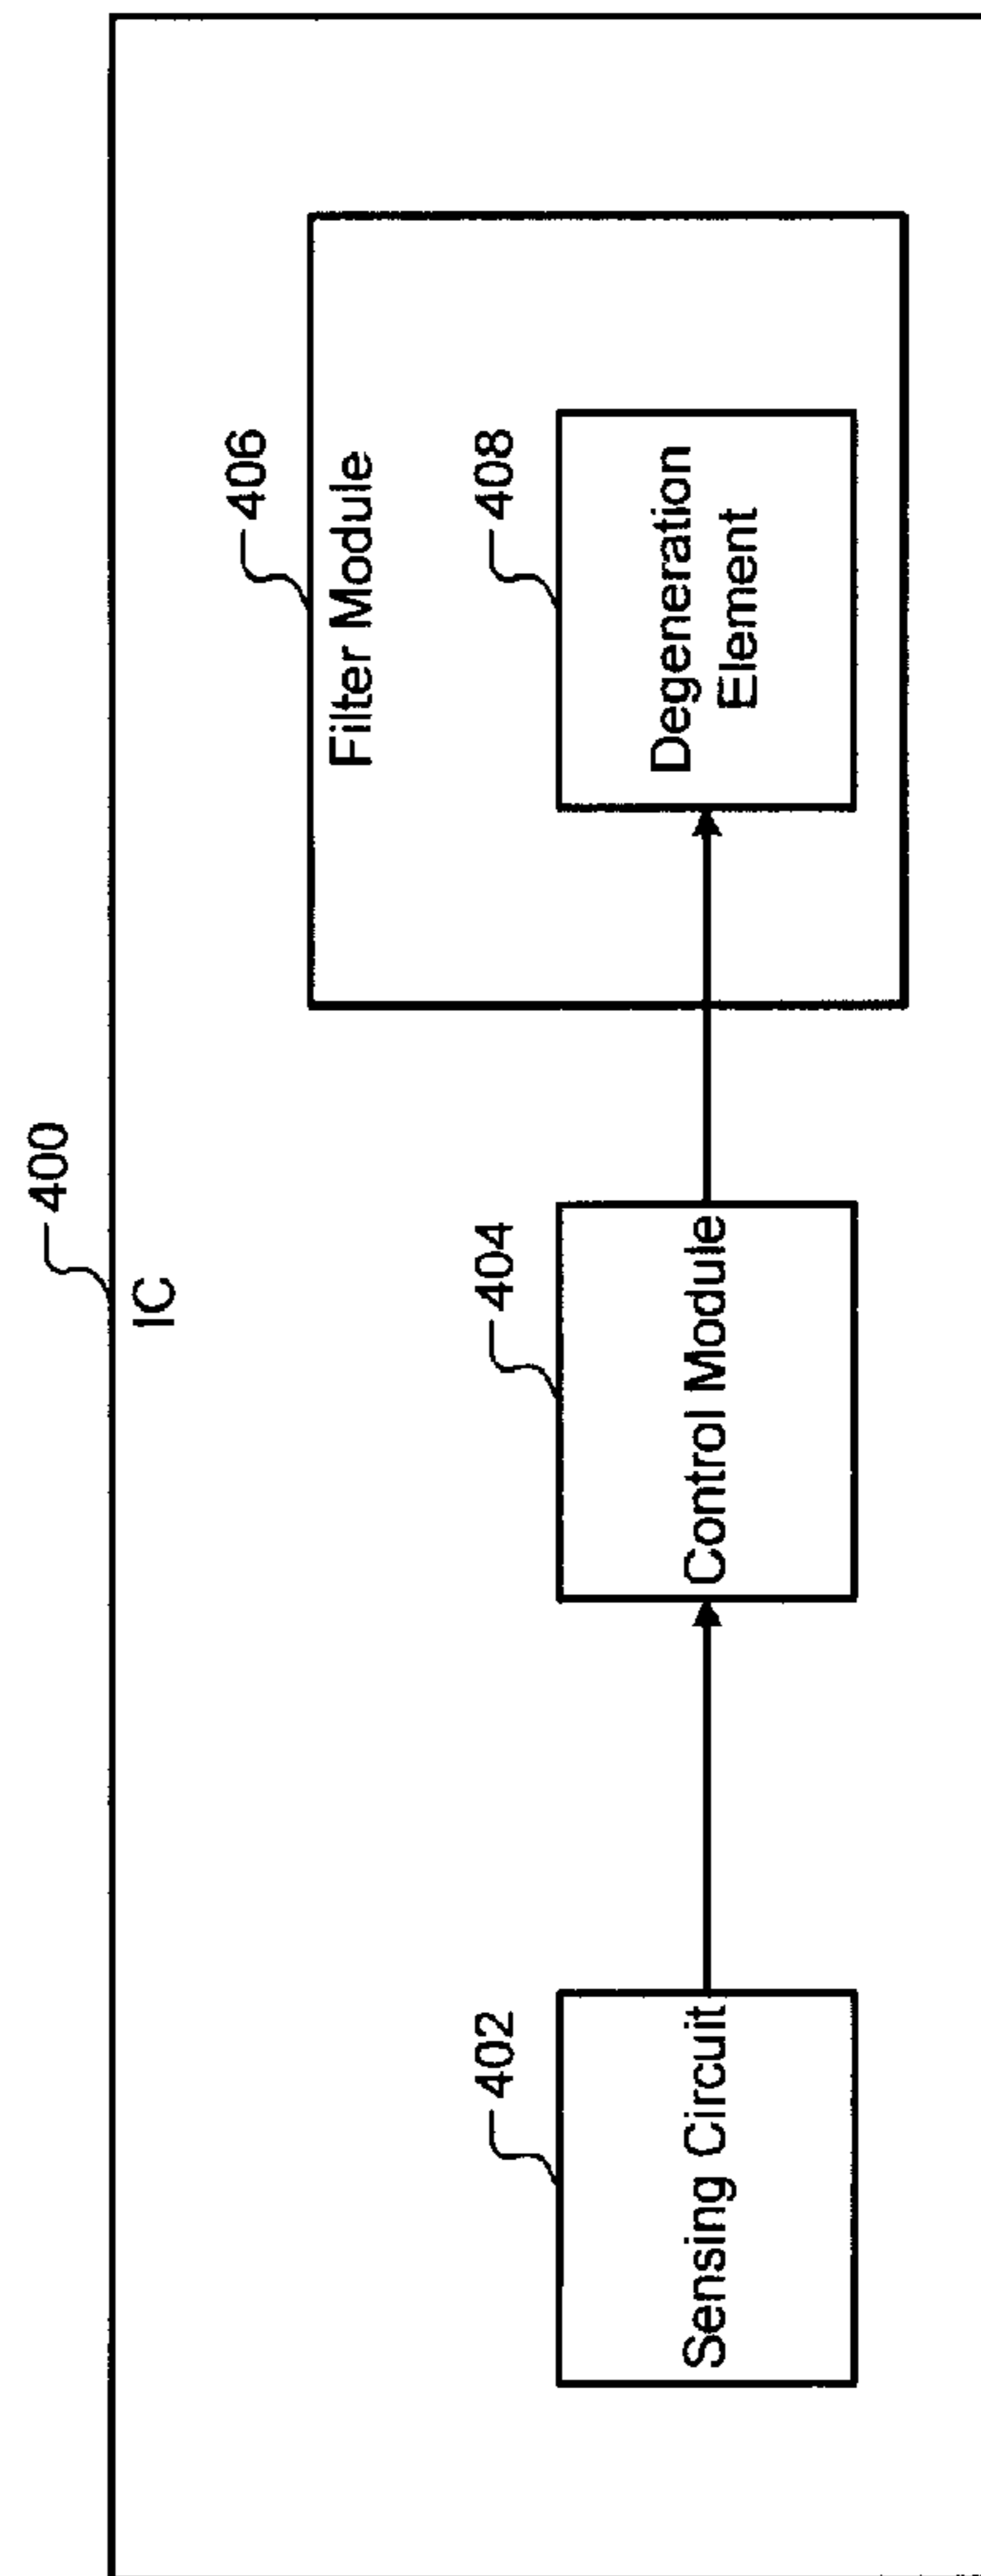 400
IC
406
Filter Module
402
404
408
Sensing Circuit
Control Module
Degeneration
Element